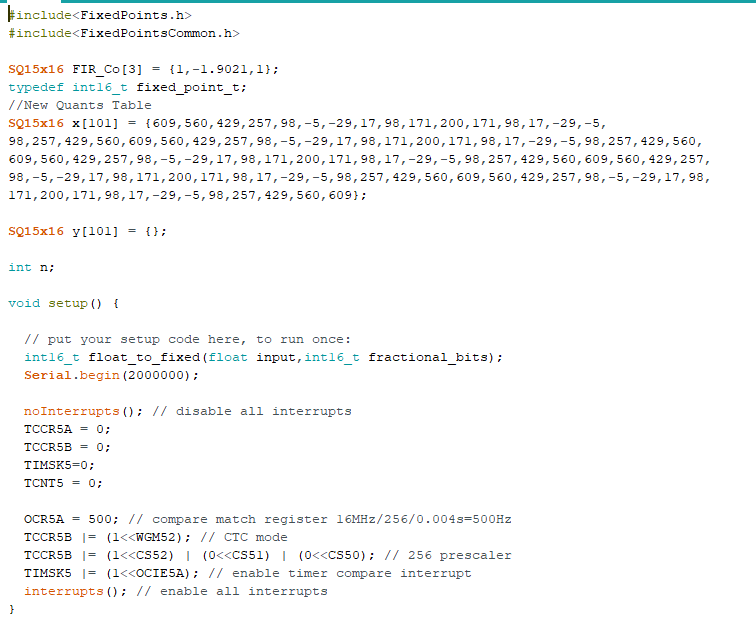 #include<FixedPoints.h>
#include<FixedPointsCommon.h>
SQ15x16 FIR_Co[3] = {1,-1.9021,1};
typedef int16_t fixed_point_t;
//New Quants Table
SQ15x16 x[101] = {609,560,429,257,98,-5,-29,17,98,171,200,171,98,17,-29,-5,
98,257,429,560,609,560,429,257,98,-5,-29,17,98,171,200,171,98,17,-29,-5,98,257,429,560,
609,560,429,257,98,-5,-29,17,98,171,200,171,98,17,-29,-5,98,257,429,560,609,560,429,257,
98,-5,-29,17,98,171,200,171,98,17,-29,-5,98,257,429,560,609,560,429,257,98,-5,-29,17,98,
171,200,171,98,17,-29,-5,98,257,429,560,609};
SQ15x16 y[101] = {};
int n;
void setup() {
// put your setup code here, to run once:
int16_t float_to_fixed(float input,int16_t fractional_bits);
Serial.begin(2000000);
noInterrupts(); // disable all interrupts
TCCR5A = 0;
TCCR5B = 0;
TIMSK5=0;
TCNT5 = 0;
OCR5A = 500; // compare match register 16MHz/256/0.004s=500Hz
TCCR5B |= (1<<WGM52); // CTC mode
TCCR5B |= (1<<CS52) | (0<<CS51) | (0<<CS50); // 256 prescaler
TIMSK5 |= (1<<OCIE5A); // enable timer compare interrupt
interrupts(); // enable all interrupts
}